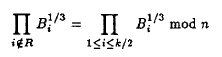 ∏_{i∉R} B_i^{1/3} = ∏_{1≤i≤k/2} B_i^{1/3} mod n